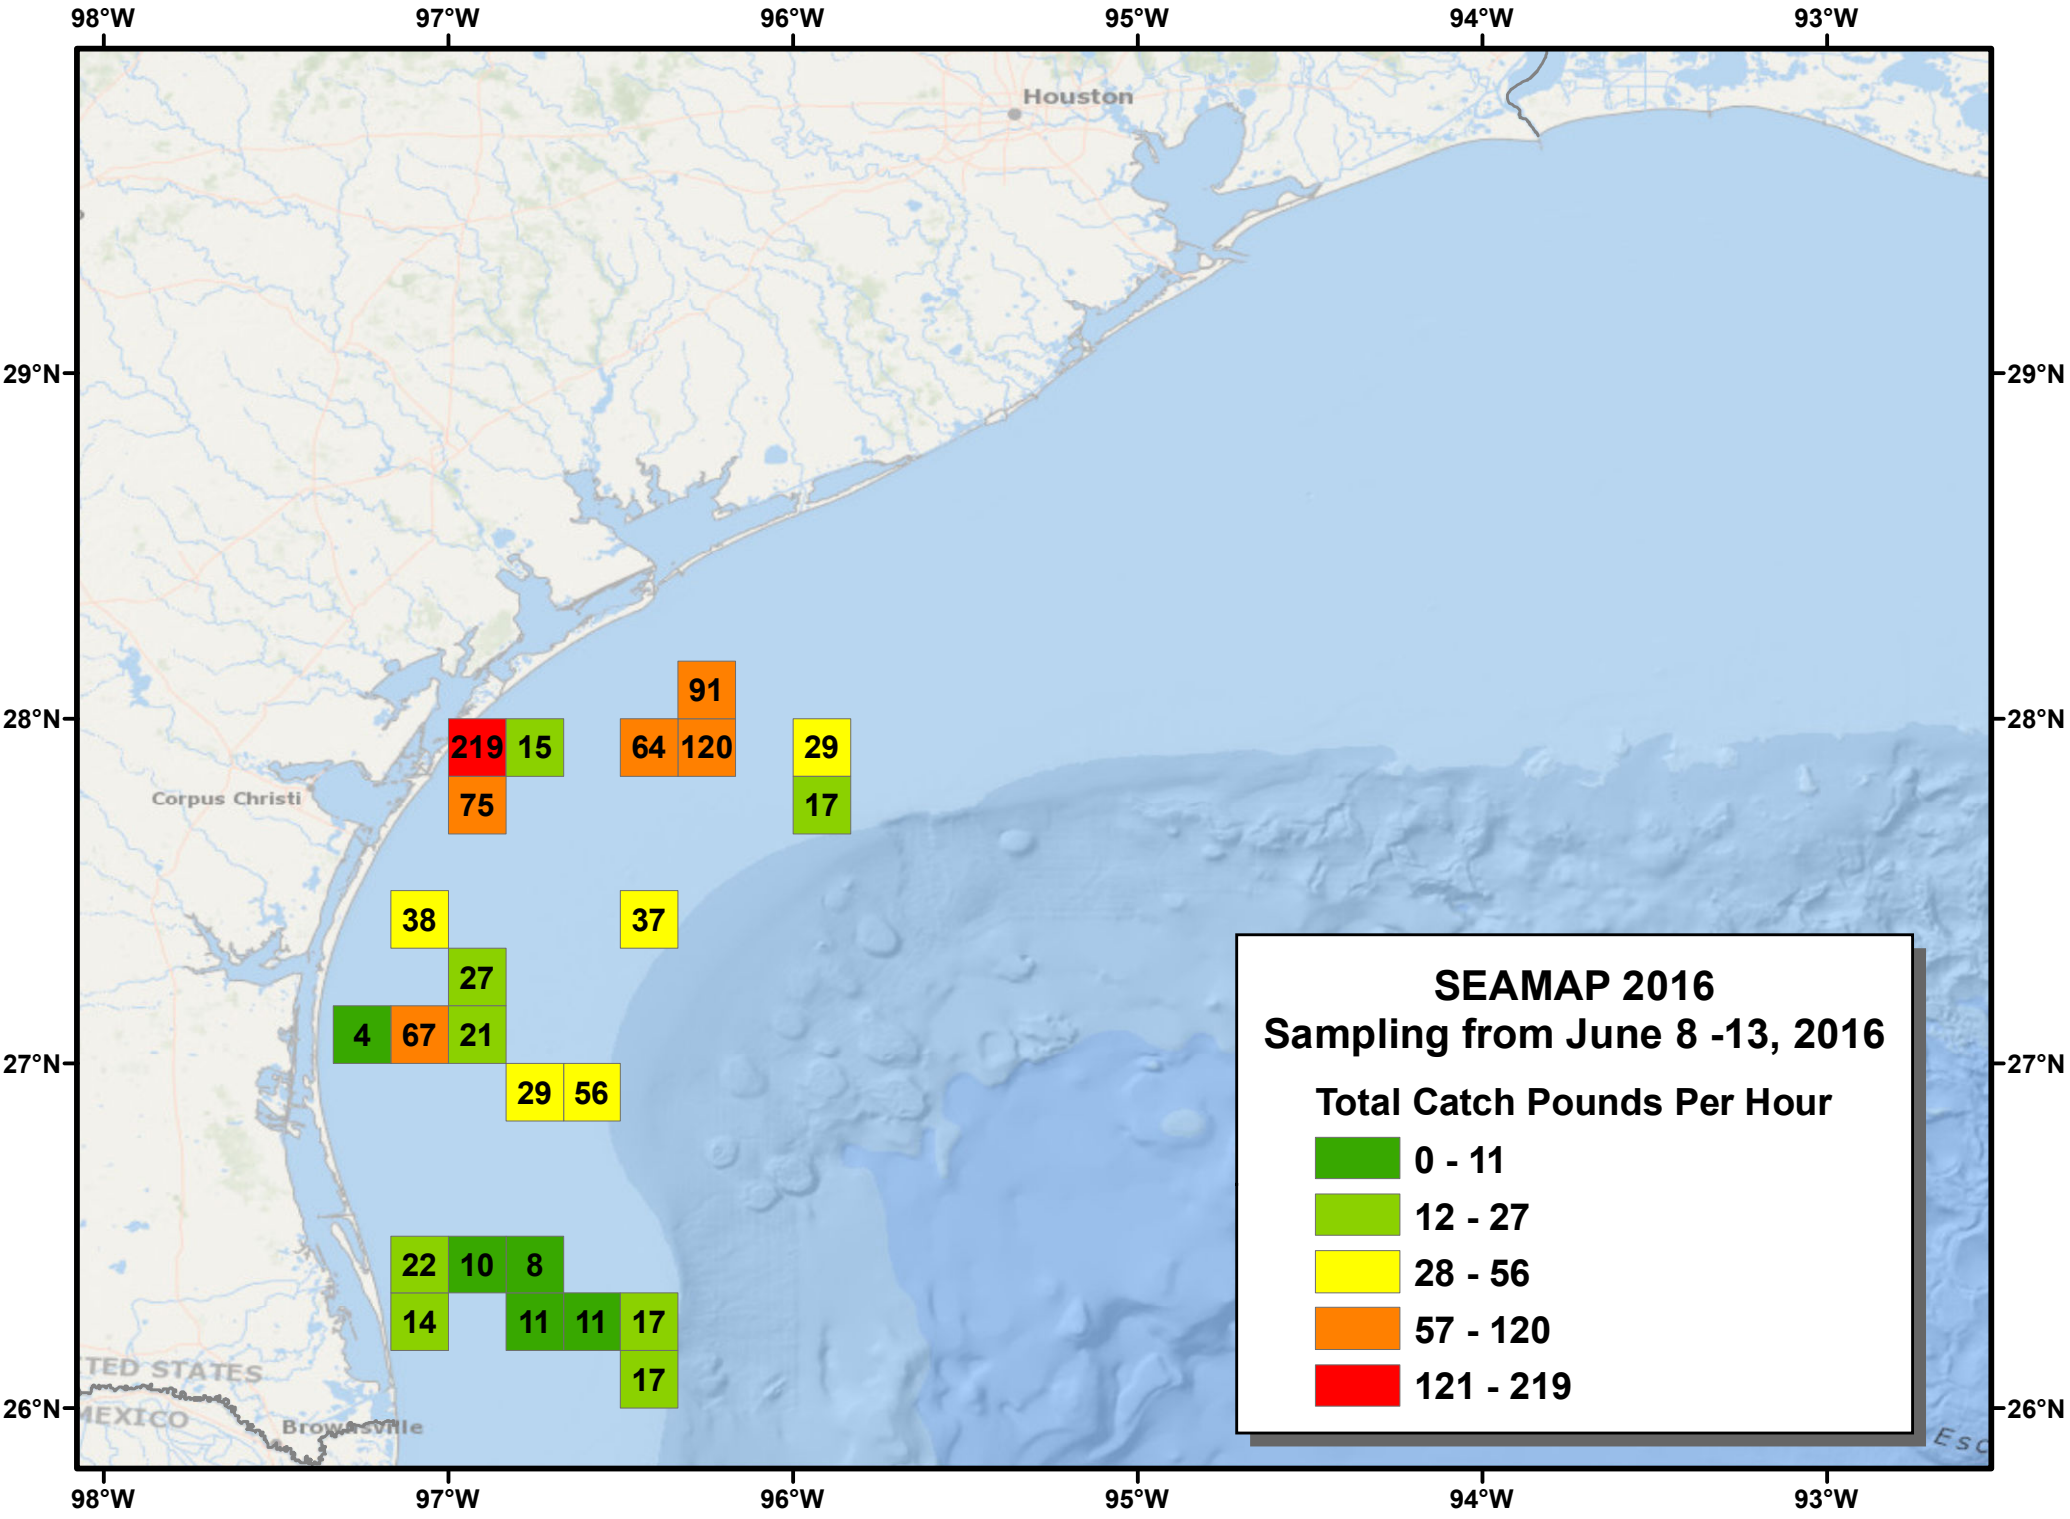 98°W 97°W 96°W 95°W 94°W 93°W
Houston
29°N 29°N
91
28°N 28°N
219 15 64 120 29
Corpus Christi 75 17
38 37
27
4 67 21
27°N 27°N
29 56
SEAMAP 2016
Sampling from June 8 -13, 2016
Total Catch Pounds Per Hour
0 - 11
12 - 27
28 - 56
57 - 120
121 - 219
22 10 8
14 11 11 17
17
TED STATES
MEXICO
26°N 26°N
Brownsville
Esc
98°W 97°W 96°W 95°W 94°W 93°W